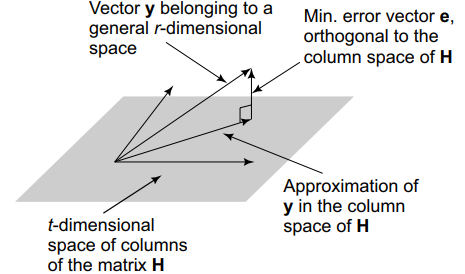 Vector y belonging to a
general r-dimensional
space
Min. error vector e,
orthogonal to the
column space of H
Approximation of
y in the column
space of H
t-dimensional
space of columns
of the matrix H